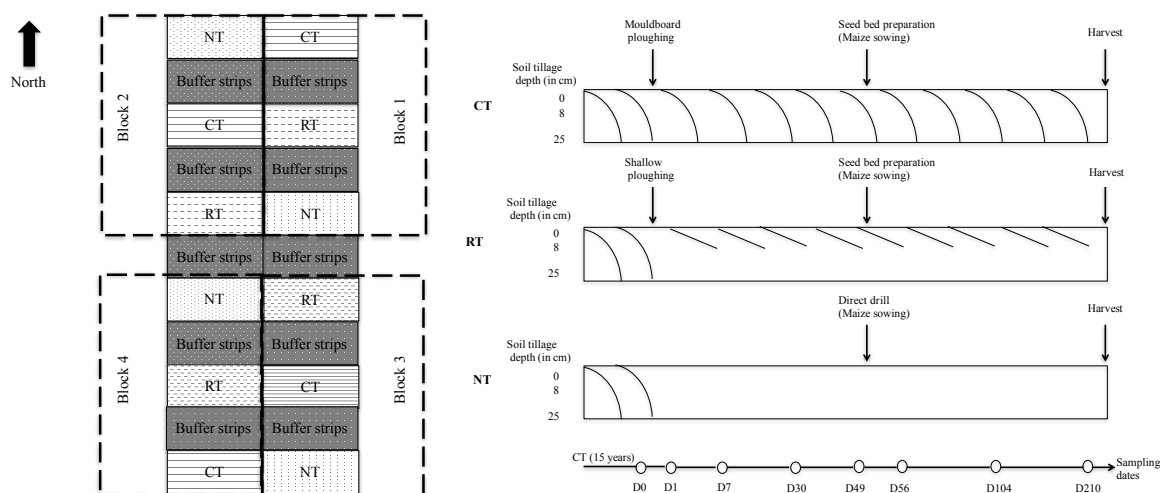 North
Block 2
Block 1
NT
CT
Buffer strips
Buffer strips
CT
RT
Buffer strips
Buffer strips
RT
NT
Buffer strips
Buffer strips
Block 4
Block 3
NT
RT
Buffer strips
Buffer strips
RT
CT
Buffer strips
Buffer strips
CT
NT
Mouldboard
ploughing
Seed bed preparation
(Maize sowing)
Harvest
Soil tillage
depth (in cm)
CT
0
8
25
Shallow
ploughing
Seed bed preparation
(Maize sowing)
Harvest
Soil tillage
depth (in cm)
RT
0
8
25
Direct drill
(Maize sowing)
Harvest
Soil tillage
depth (in cm)
NT
0
8
25
CT (15 years)
Sampling
dates
D0
D1
D7
D30
D49
D56
D104
D210